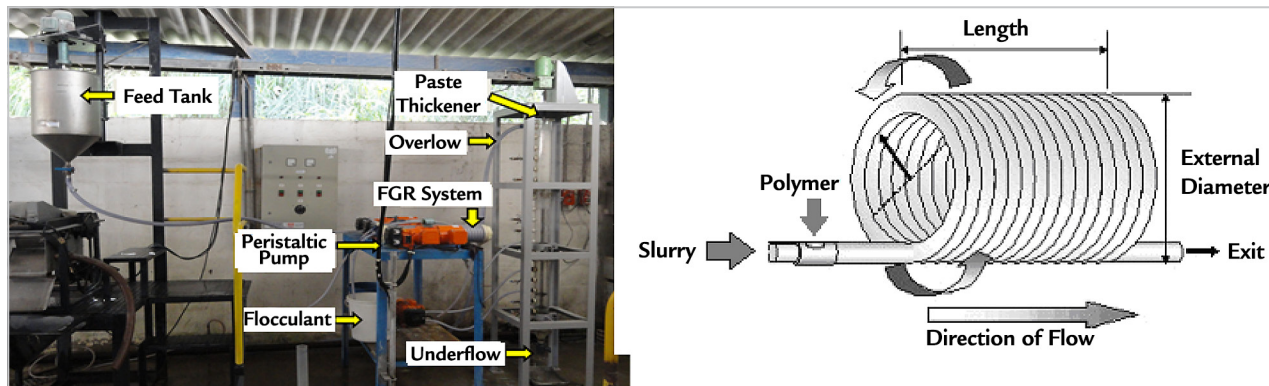 Feed Tank
Paste
Thickener
Overlow
FGR System
Peristaltic
Pump
Flocculant
Underflow
Length
External
Diameter
Polymer
Slurry
Exit
Direction of Flow